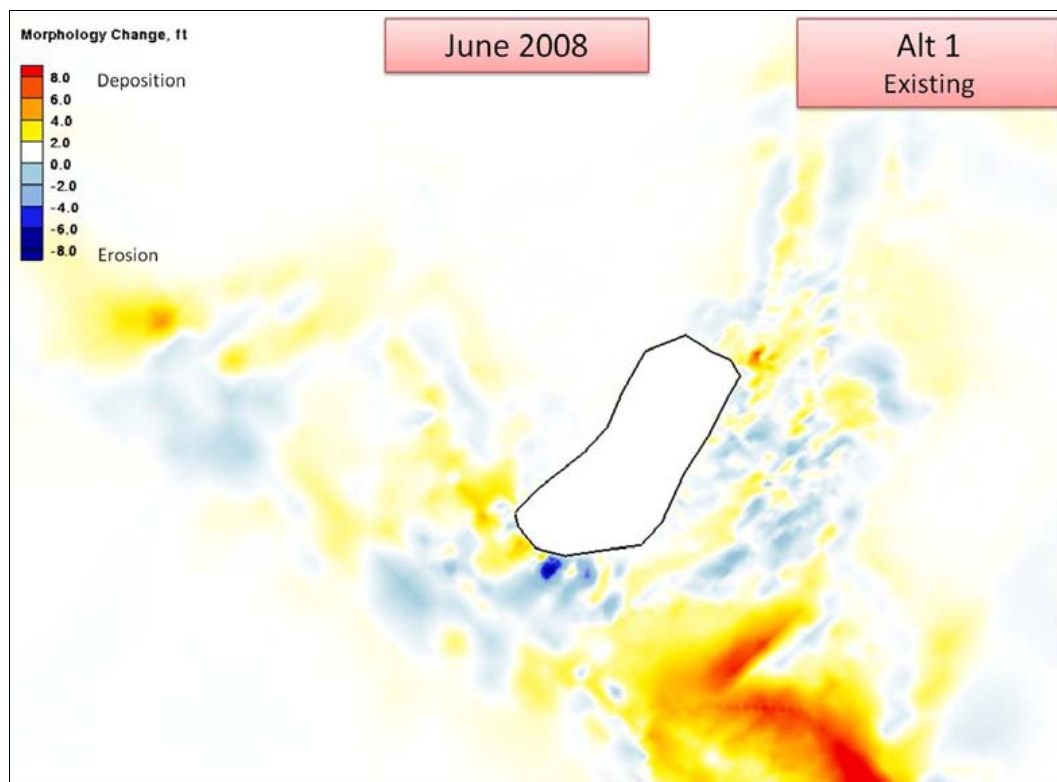 Morphology Change, ft
8.0
Deposition
6.0
4.0
2.0
0.0
-2.0
-4.0
-6.0
-8.0
Erosion
June 2008
Alt 1
Existing